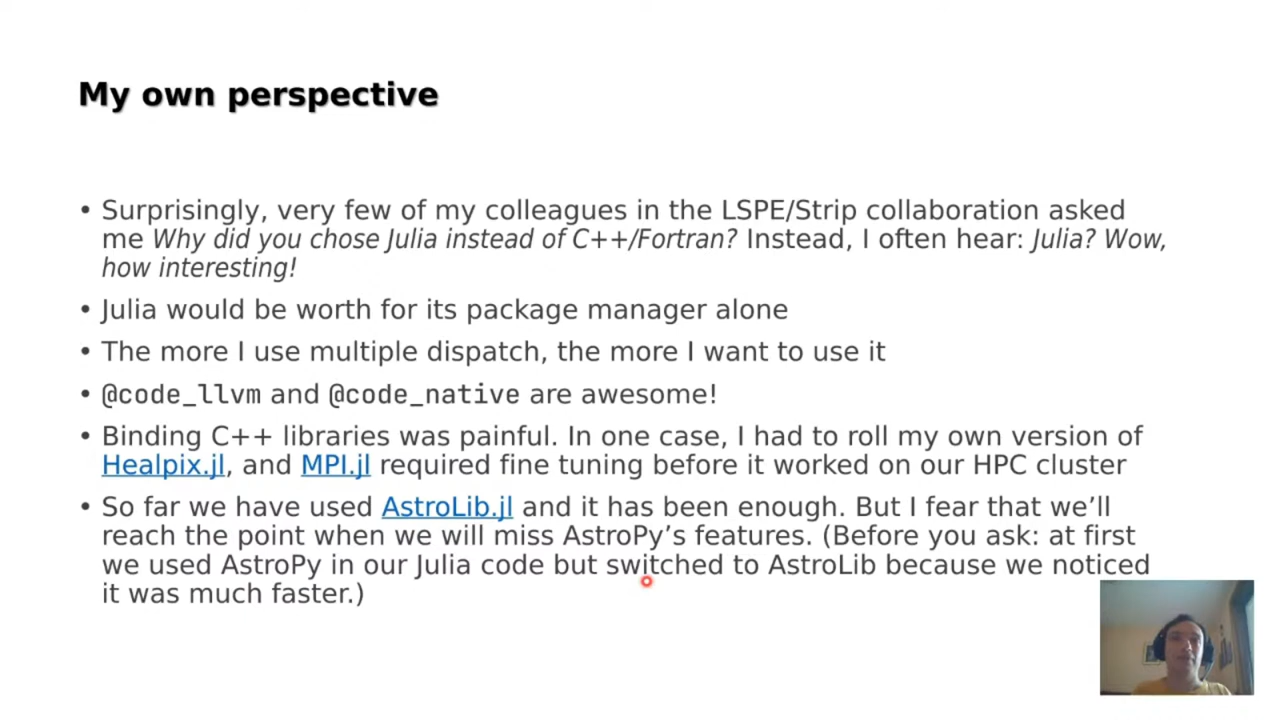 My own perspective
• Surprisingly, very few of my colleagues in the LSPE/Strip collaboration asked
me Why did you chose Julia instead of C++/Fortran? Instead, I often hear: Julia? Wow,
how interesting!
• Julia would be worth for its package manager alone
• The more I use multiple dispatch, the more I want to use it
• @code_llvm and @code_native are awesome!
• Binding C++ libraries was painful. In one case, I had to roll my own version of
Healpix.jl, and MPI.jl required fine tuning before it worked on our HPC cluster
• So far we have used AstroLib.jl and it has been enough. But I fear that we’ll
reach the point when we will miss AstroPy’s features. (Before you ask: at first
we used AstroPy in our Julia code but switched to AstroLib because we noticed
it was much faster.)